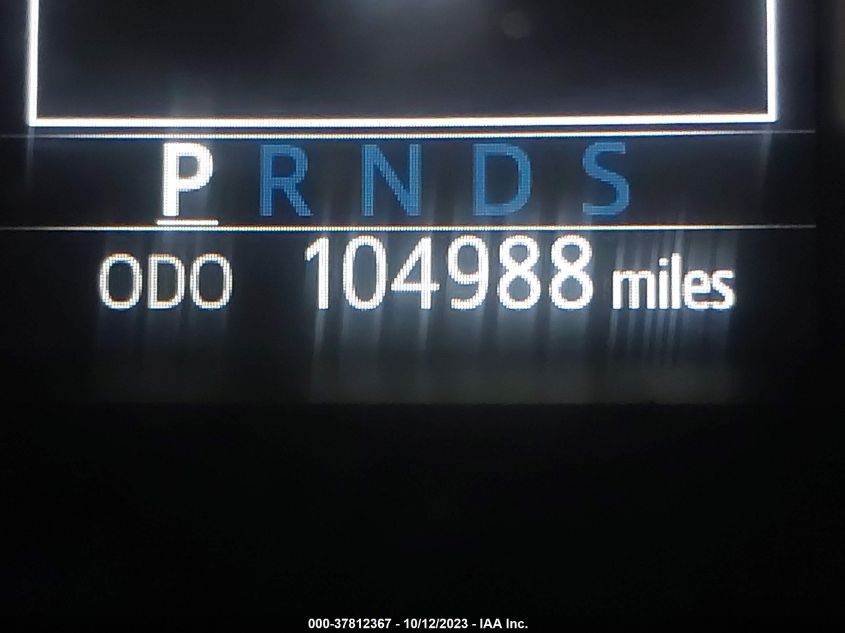 P R N D S
ODO 104988 miles
000-37812367 - 10/12/2023 - IAA Inc.